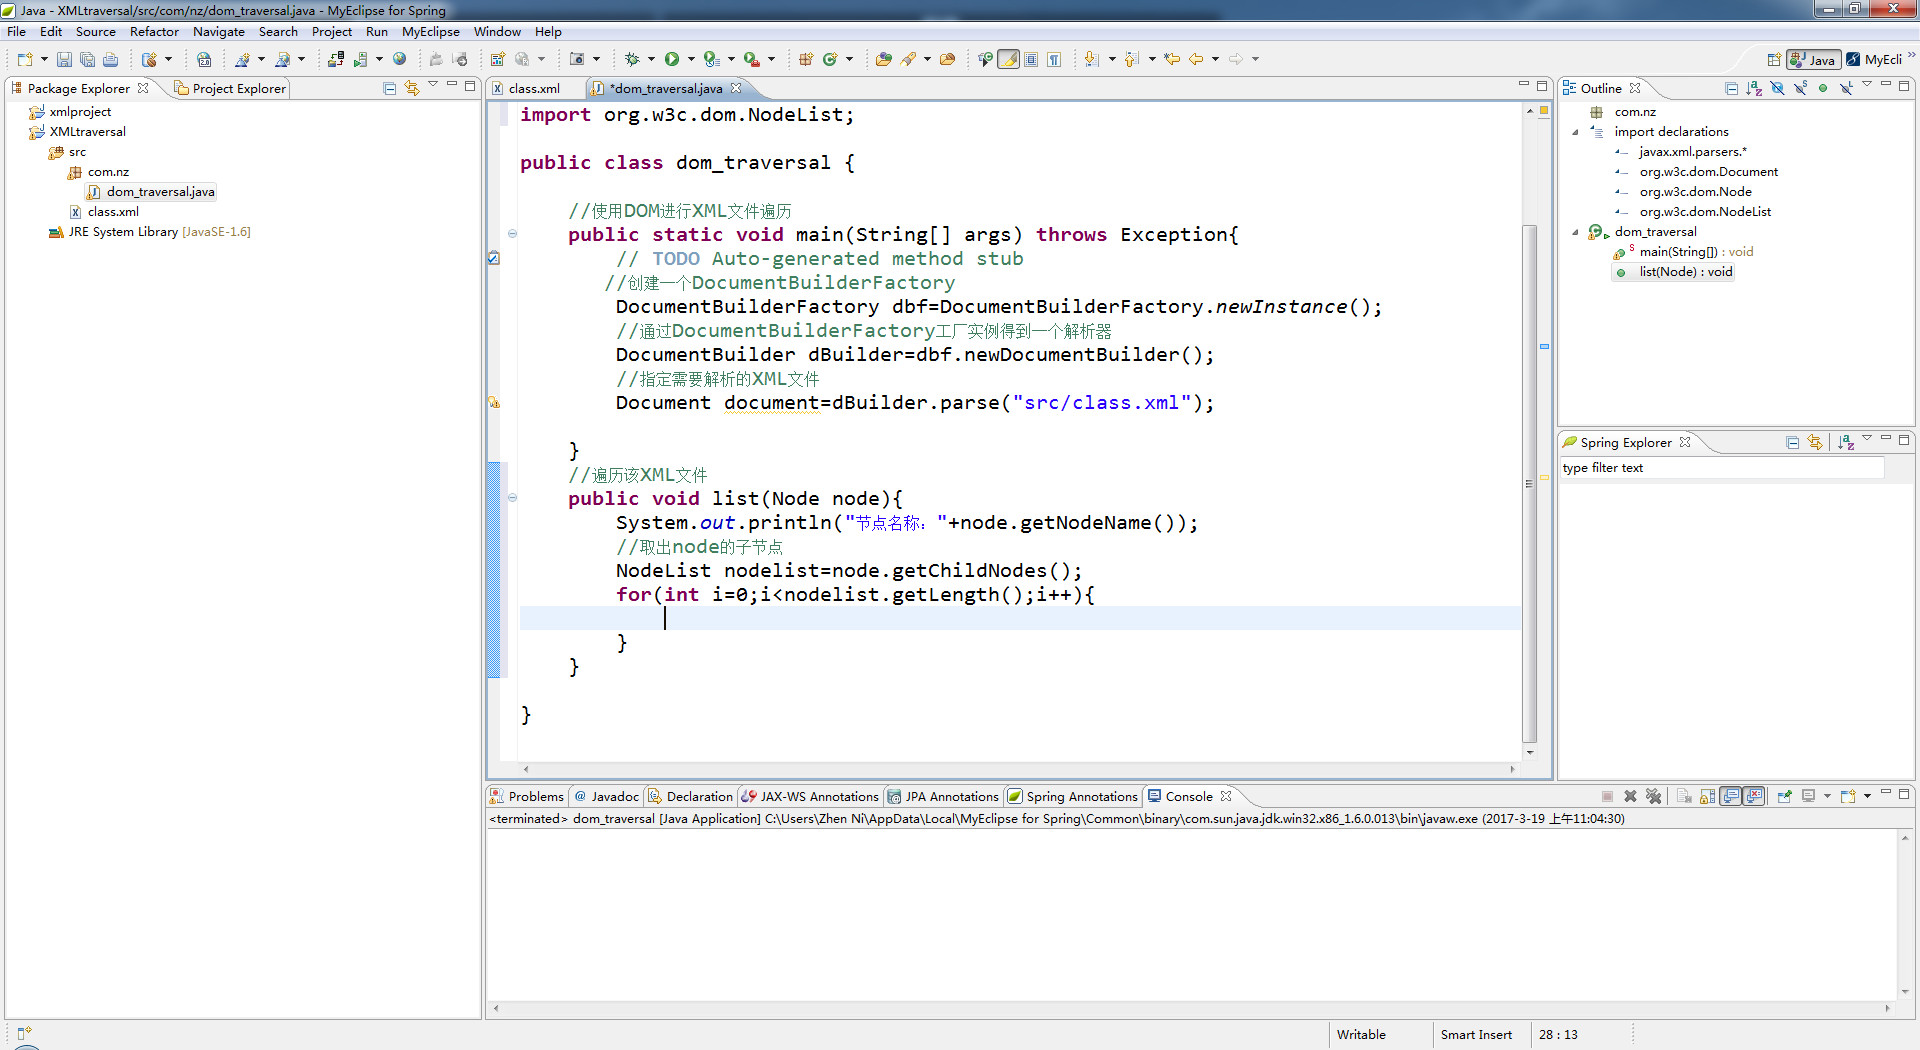 Java - XMLtraversal/src/com/nz/dom_traversal.java - MyEclipse for Spring
File Edit Source Refactor Navigate Search Project Run MyEclipse Window Help
Java MyEcli
Package Explorer Project Explorer
xmlproject
XMLtraversal
src
com.nz
dom_traversal.java
class.xml
JRE System Library [JavaSE-1.6]
class.xml *dom_traversal.java
import org.w3c.dom.NodeList;
public class dom_traversal {
//使用DOM进行XML文件遍历
public static void main(String[] args) throws Exception{
// TODO Auto-generated method stub
//创建一个DocumentBuilderFactory
DocumentBuilderFactory dbf=DocumentBuilderFactory.newInstance();
//通过DocumentBuilderFactory工厂实例得到一个解析器
DocumentBuilder dBuilder=dbf.newDocumentBuilder();
//指定需要解析的XML文件
Document document=dBuilder.parse("src/class.xml");
}
//遍历该XML文件
public void list(Node node){
System.out.println("节点名称："+node.getNodeName());
//取出node的子节点
NodeList nodelist=node.getChildNodes();
for(int i=0;i<nodelist.getLength();i++){
}
}
}
Outline
com.nz
import declarations
javax.xml.parsers.*
org.w3c.dom.Document
org.w3c.dom.Node
org.w3c.dom.NodeList
dom_traversal
main(String[]) : void
list(Node) : void
Spring Explorer
type filter text
Problems Javadoc Declaration JAX-WS Annotations JPA Annotations Spring Annotations Console
<terminated> dom_traversal [Java Application] C:\Users\Zhen Ni\AppData\Local\MyEclipse for Spring\Common\binary\com.sun.java.jdk.win32.x86_1.6.0.013\bin\javaw.exe (2017-3-19 上午11:04:30)
Writable Smart Insert 28 : 13